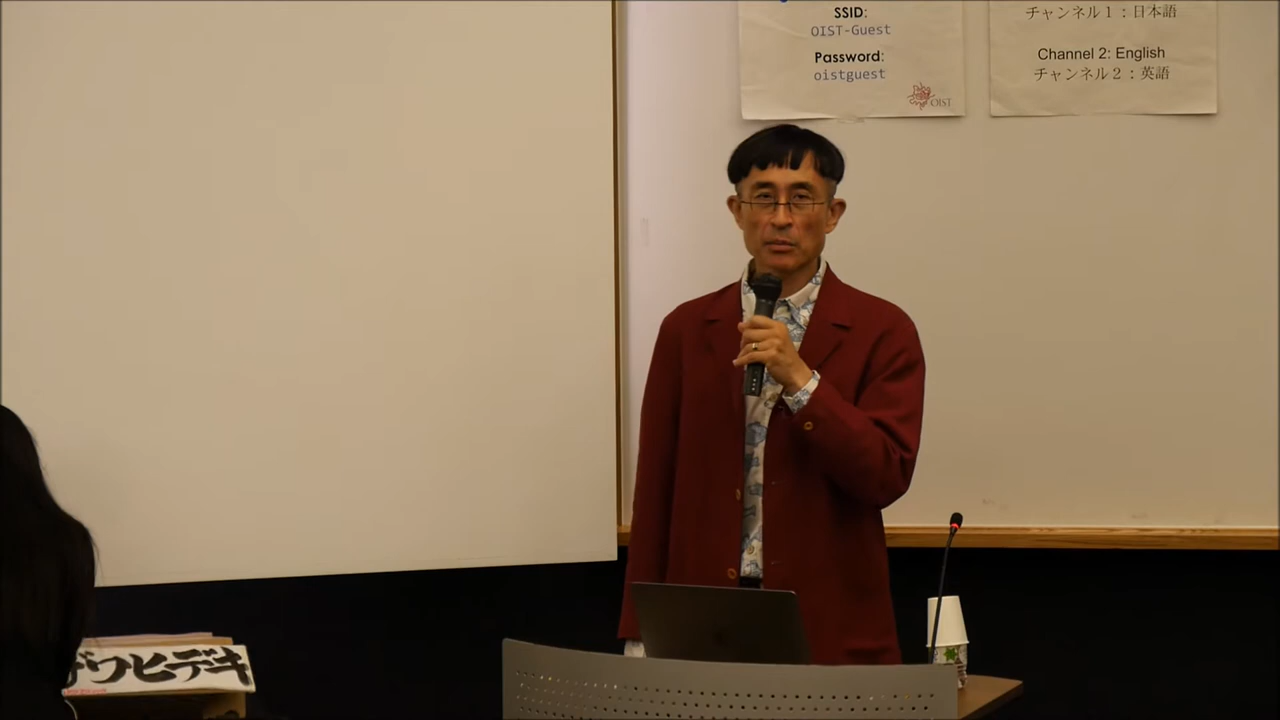 SSID:
OIST-Guest
Password:
oistguest
OIST
チャンネル１：日本語
Channel 2: English
チャンネル２：英語
ワヒデキ